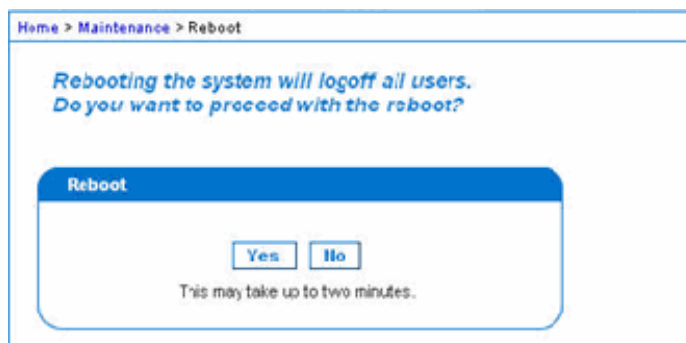 Home > Maintenance > Reboot
Rebooting the system will logoff all users.
Do you want to proceed with the reboot?
Reboot
Yes No
This may take up to two minutes.